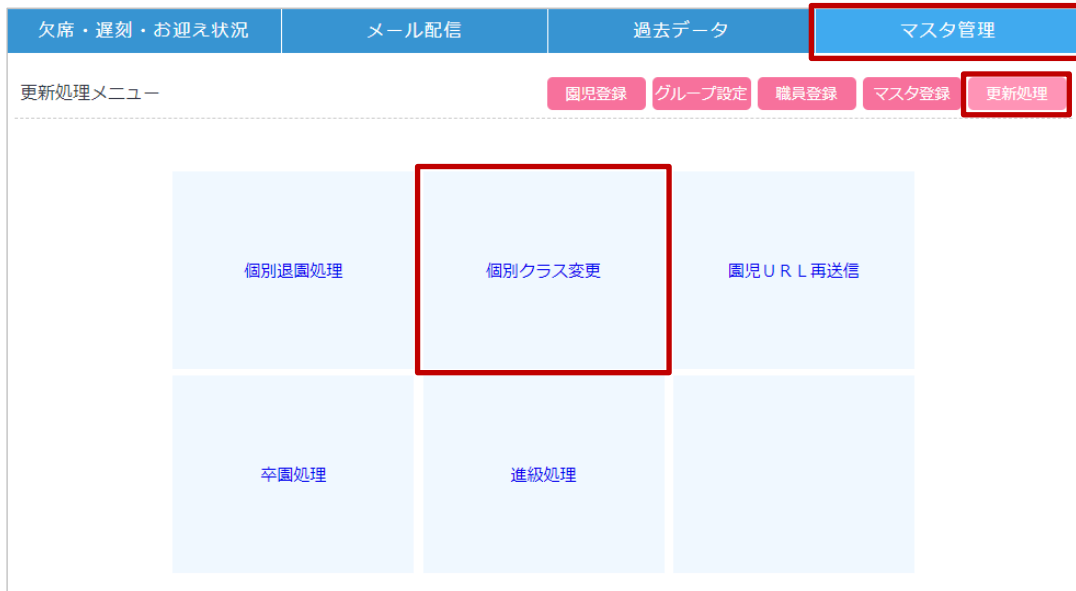 欠席・遅刻・お迎え状況 メール配信 過去データ マスタ管理
更新処理メニュー 園児登録 グループ設定 職員登録 マスタ登録 更新処理
個別退園処理 個別クラス変更 園児ＵＲＬ再送信
卒園処理 進級処理